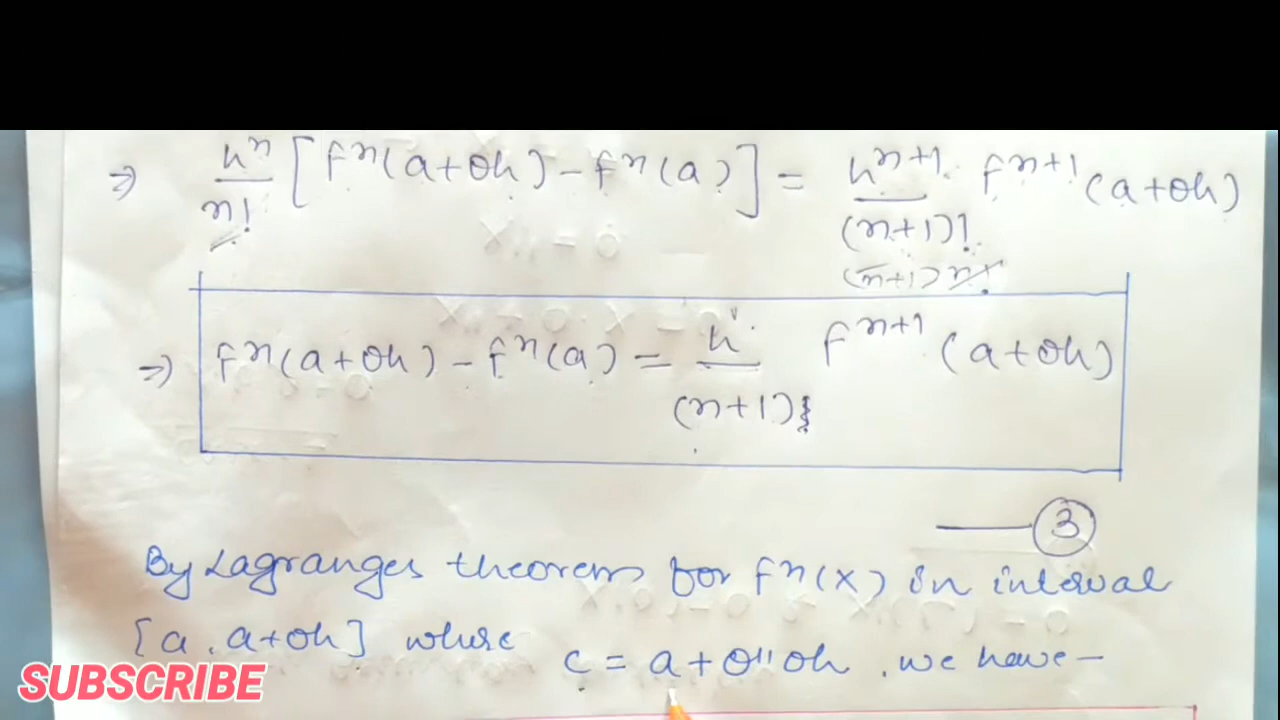 ⇒ hⁿ/n! [fⁿ(a+θh) - fⁿ(a)] = hⁿ⁺¹/(n+1)! fⁿ⁺¹(a+θh)
⇒ fⁿ(a+θh) - fⁿ(a) = h/(n+1) fⁿ⁺¹(a+θh)
③
By Lagranges theorem for fⁿ(x) in interval
[a, a+θh] where c = a+θ"θh, we have -
SUBSCRIBE